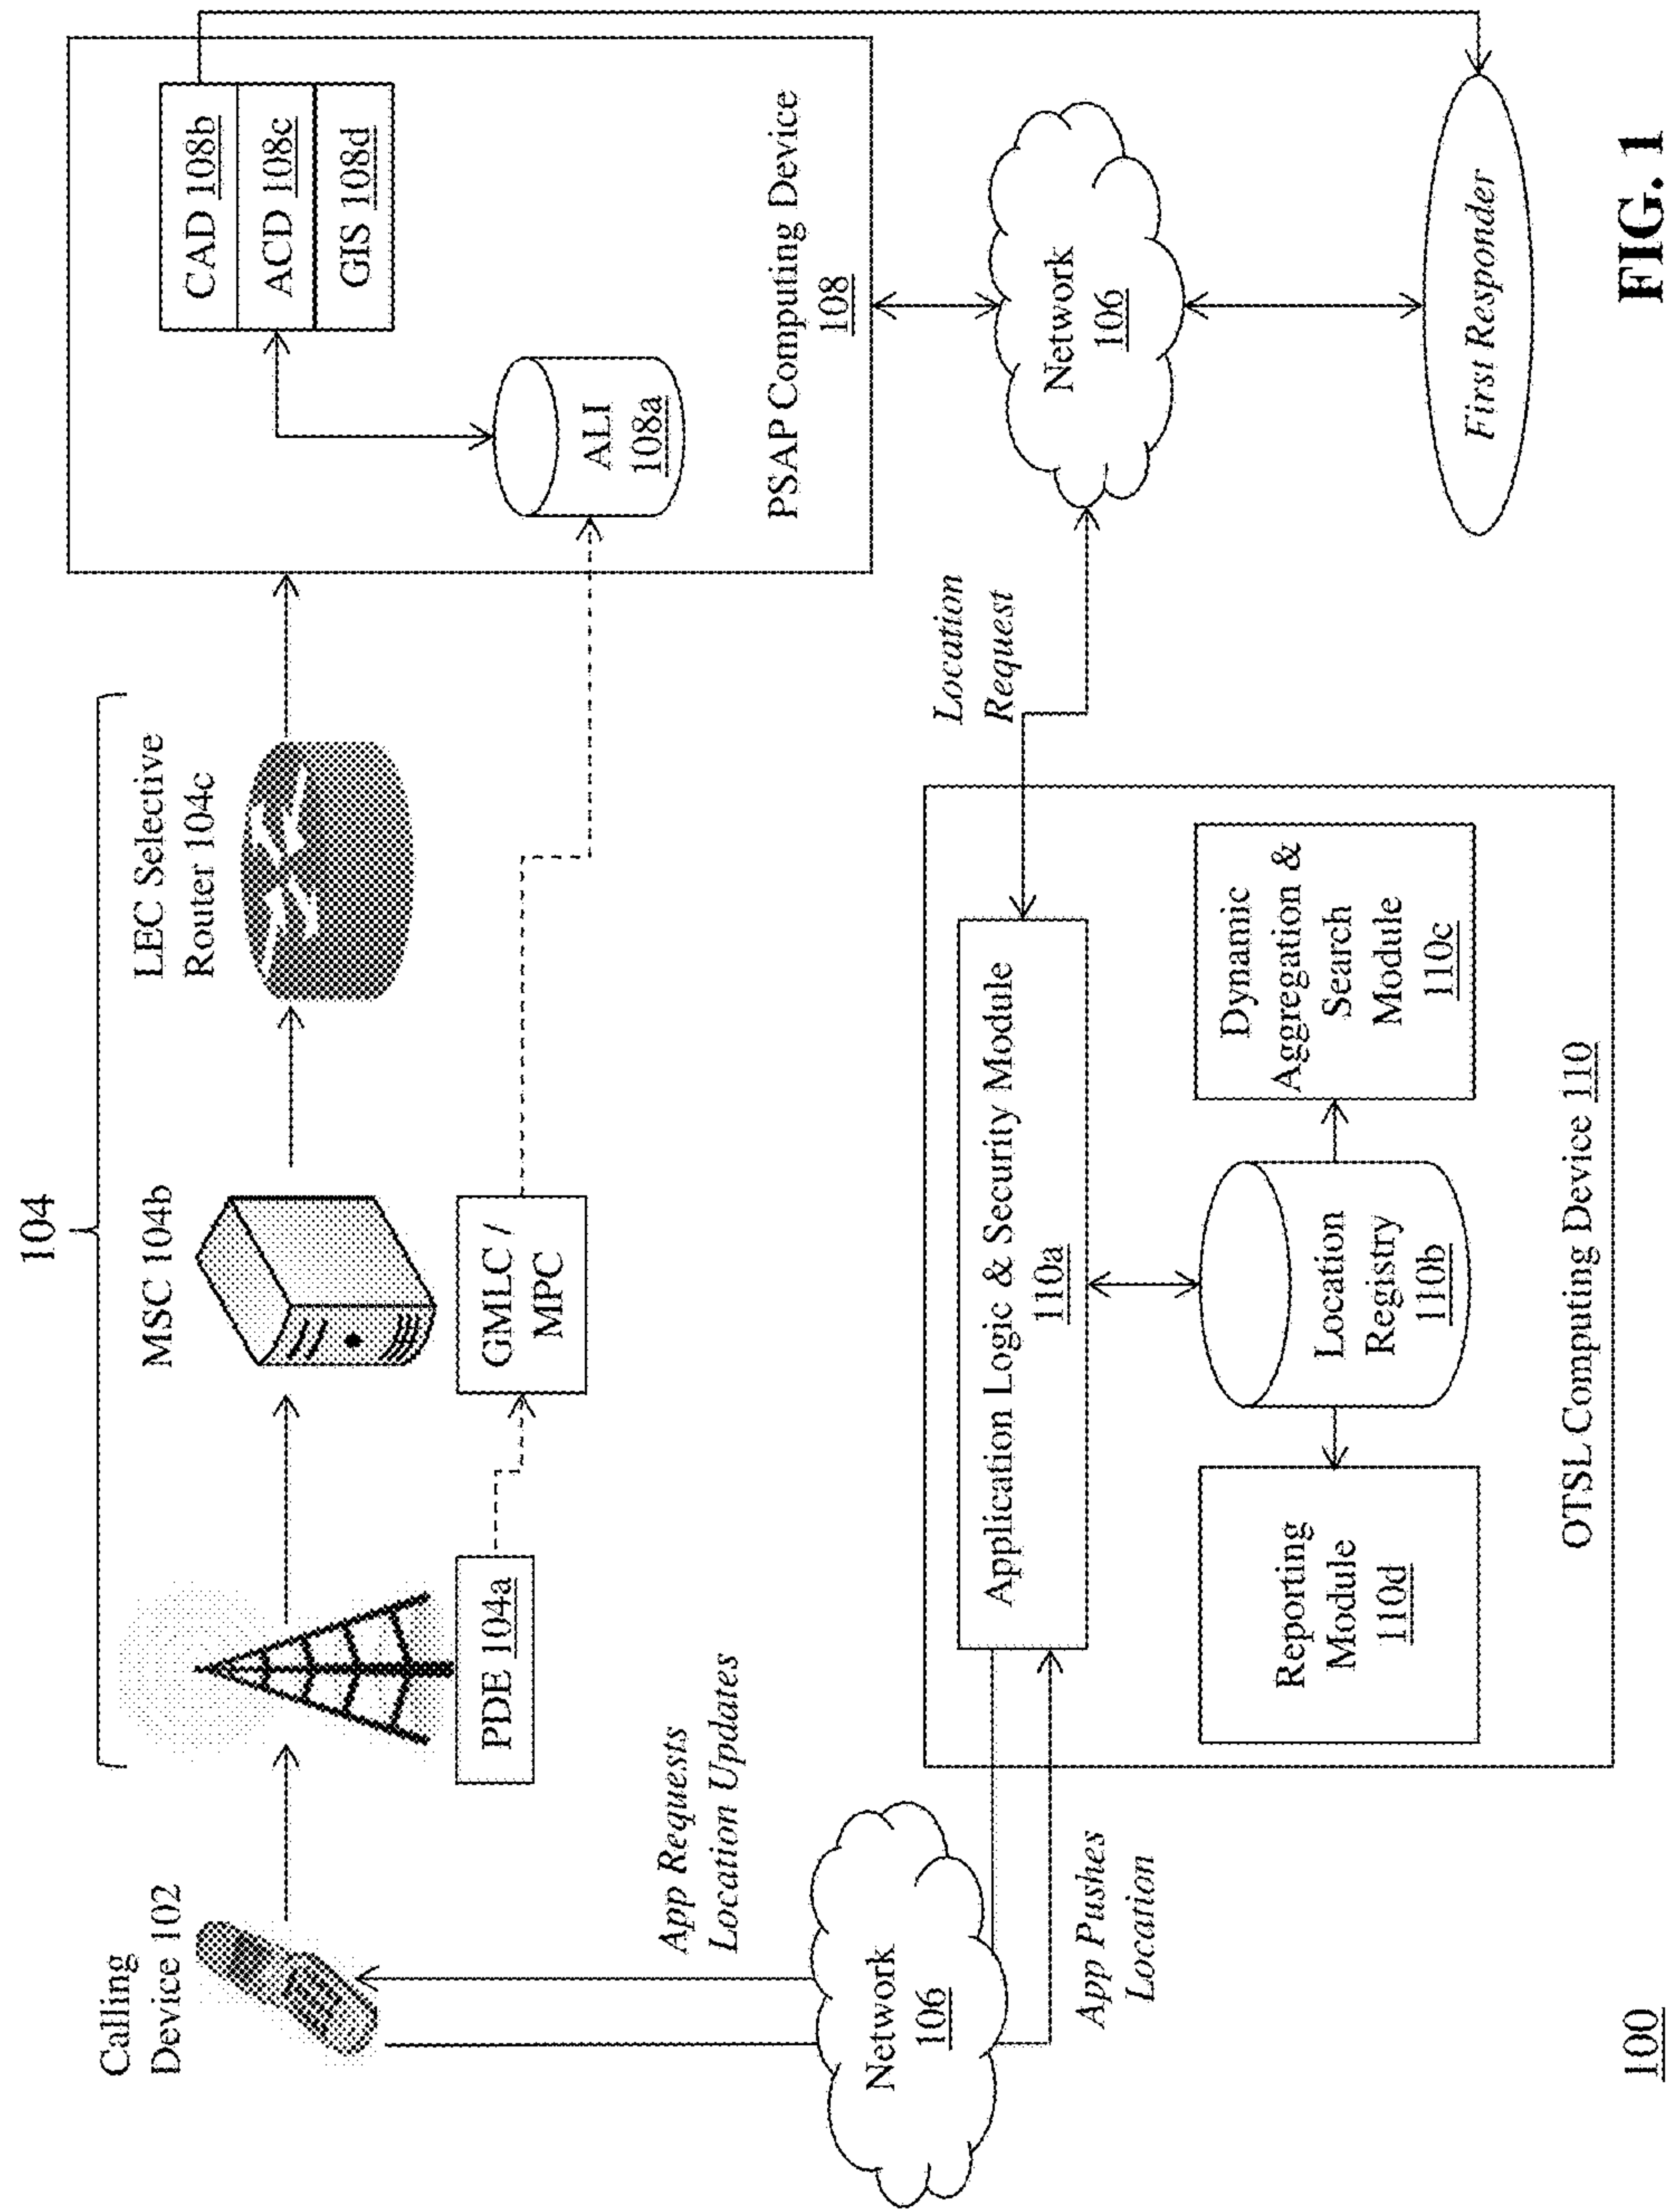 104
Calling
Device 102
MSC 104b
LEC Selective
Router 104c
CAD 108b
ACD 108c
GIS 108d
PDE 104a
GMLC /
MPC
ALI
108a
PSAP Computing Device
108
App Requests
Location Updates
Network
106
App Pushes
Location
Location
Request
Network
106
Application Logic & Security Module
110a
Reporting
Module
110d
Location
Registry
110b
Dynamic
Aggregation &
Search
Module
110c
OTSL Computing Device 110
First Responder
100
FIG. 1